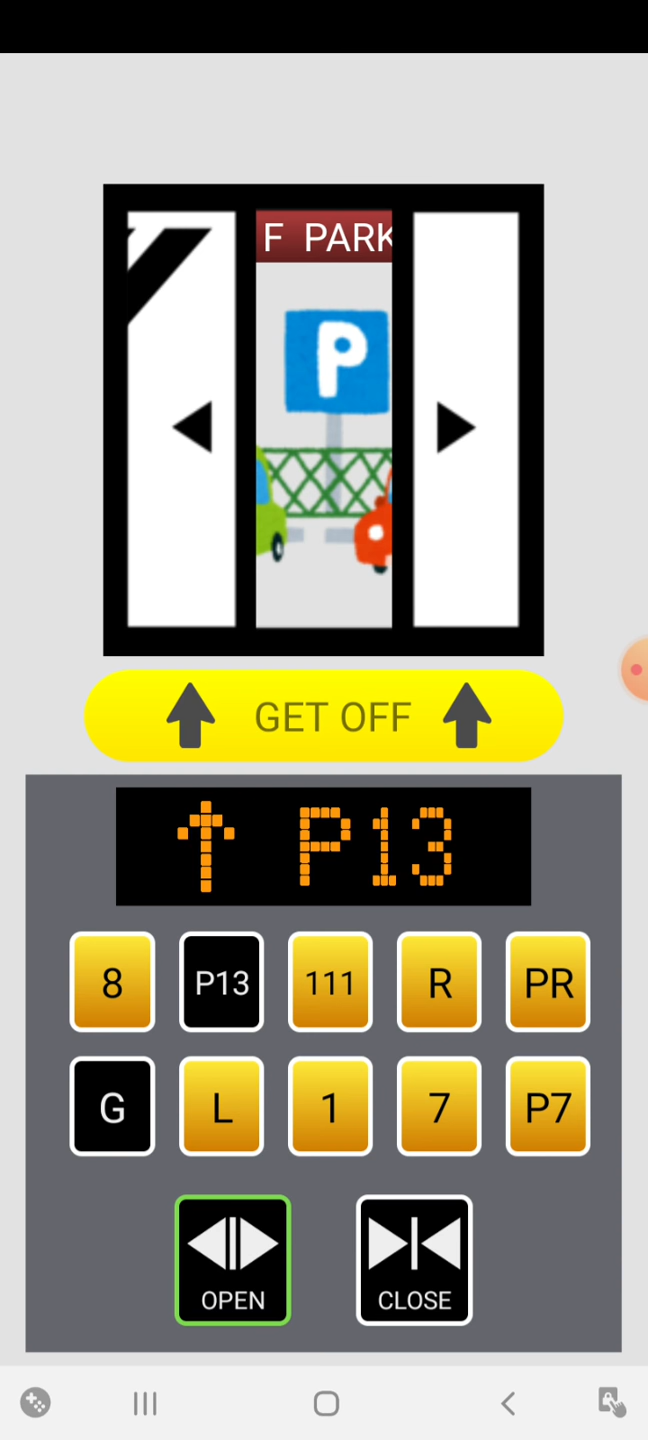 F PARK
P
GET OFF
↑ P13
8 P13 111 R PR
G L 1 7 P7
OPEN CLOSE